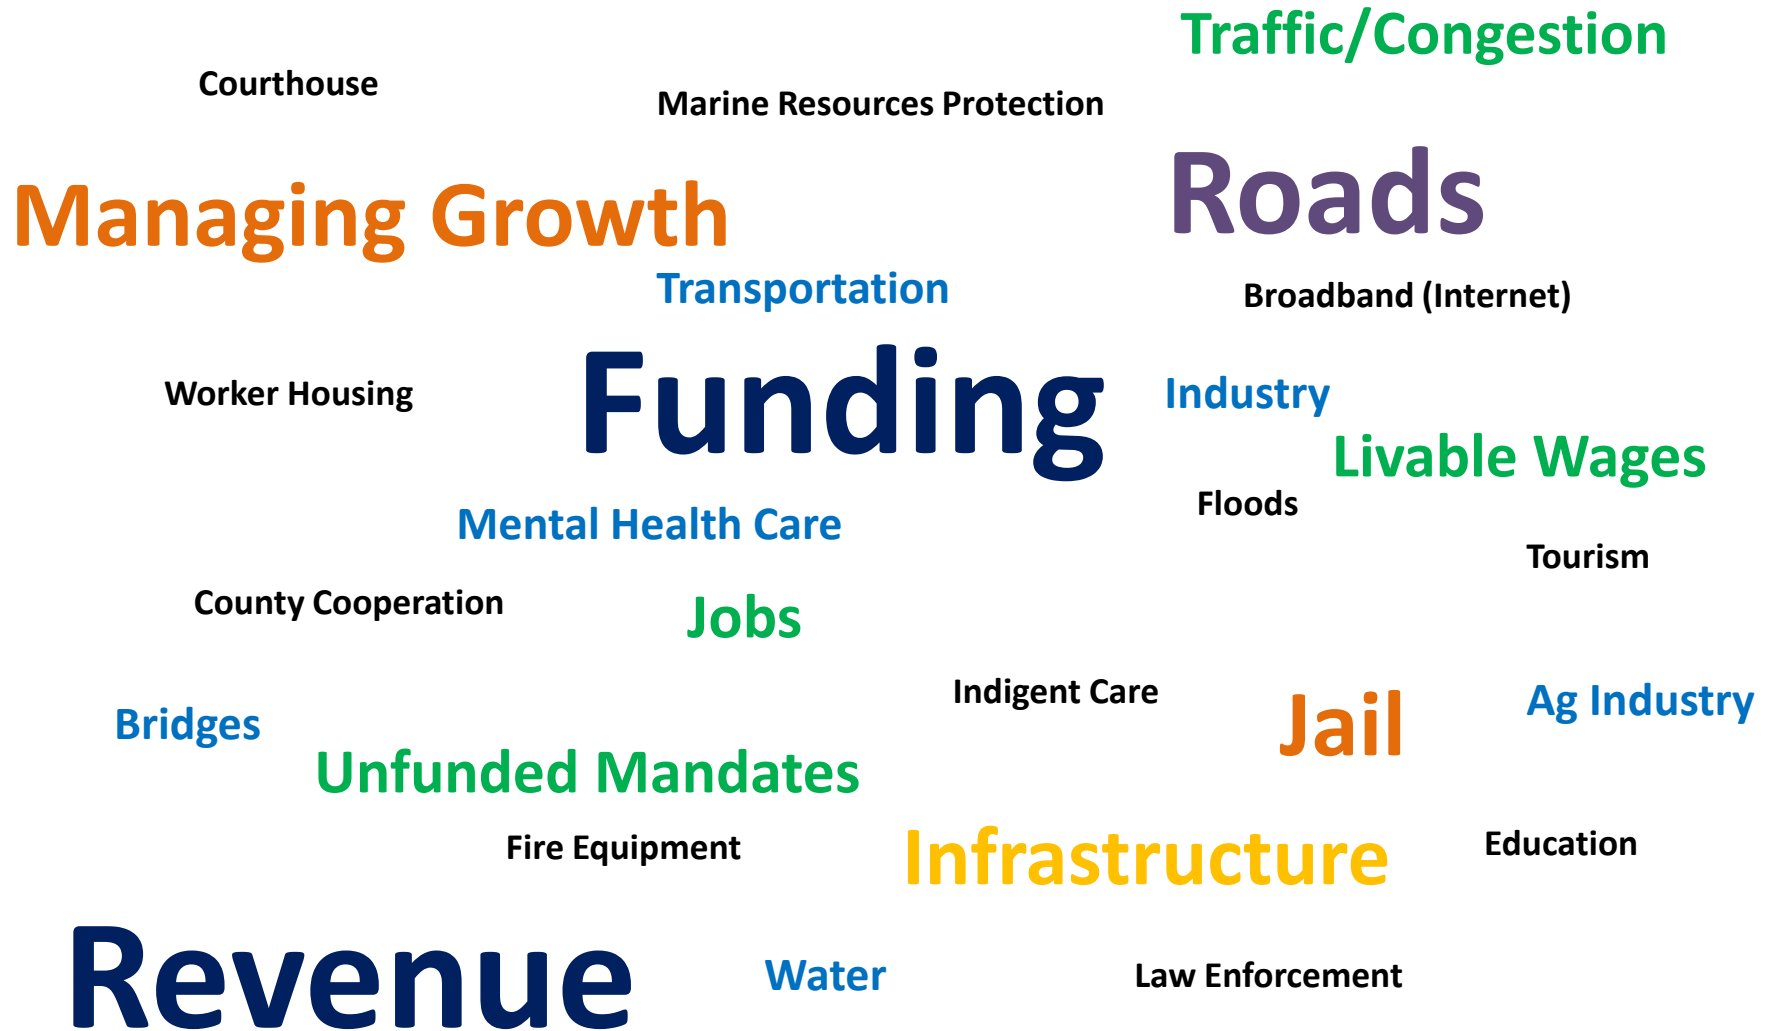 Traffic/Congestion
Courthouse
Marine Resources Protection
Roads
Managing Growth
Transportation
Broadband (Internet)
Funding
Worker Housing
Industry
Livable Wages
Floods
Mental Health Care
Tourism
County Cooperation
Jobs
Indigent Care
Ag Industry
Bridges
Jail
Unfunded Mandates
Fire Equipment
Infrastructure
Education
Revenue
Water
Law Enforcement